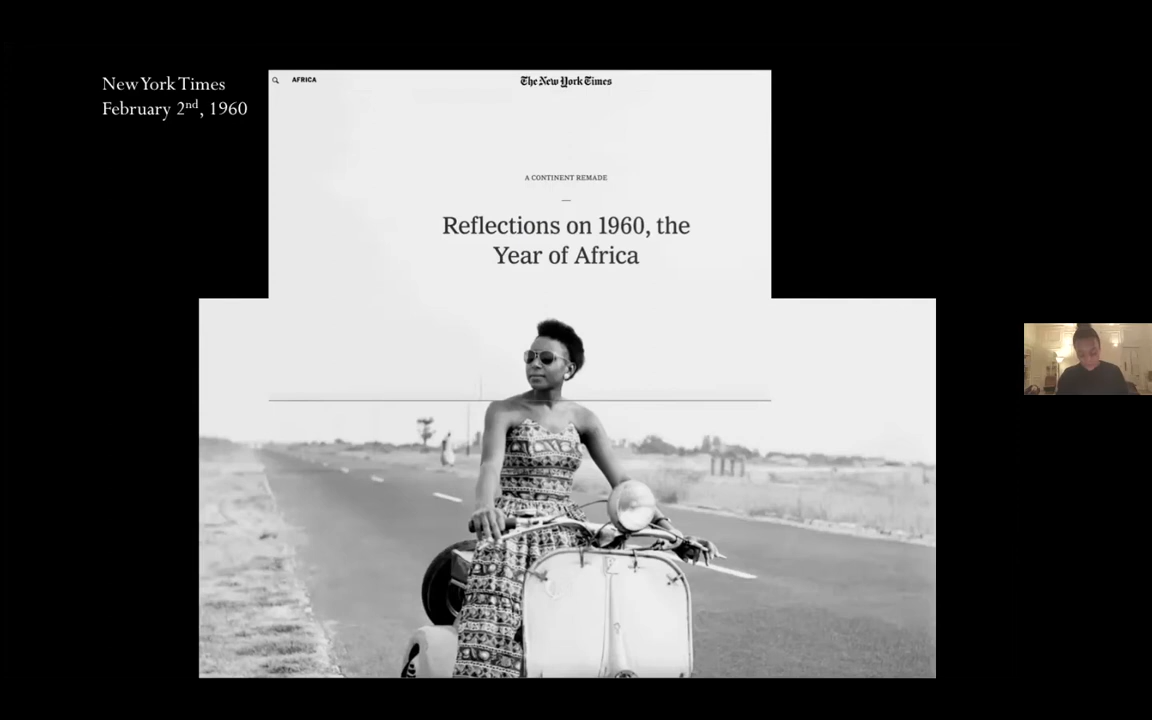 New York Times
February 2nd, 1960
AFRICA
The New York Times
A CONTINENT REMADE
Reflections on 1960, the
Year of Africa